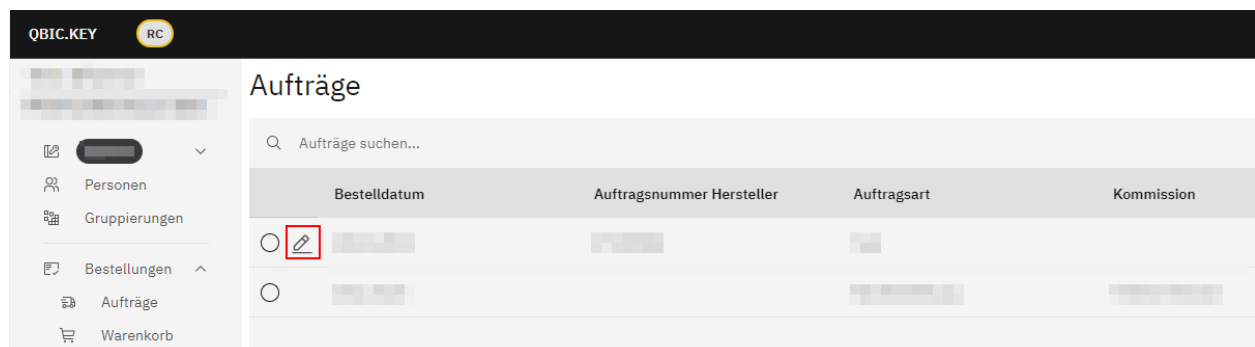 QBIC.KEY RC
Aufträge
Aufträge suchen...
Personen
Gruppierungen
Bestelldatum Auftragsnummer Hersteller Auftragsart Kommission
Bestellungen
Aufträge
Warenkorb